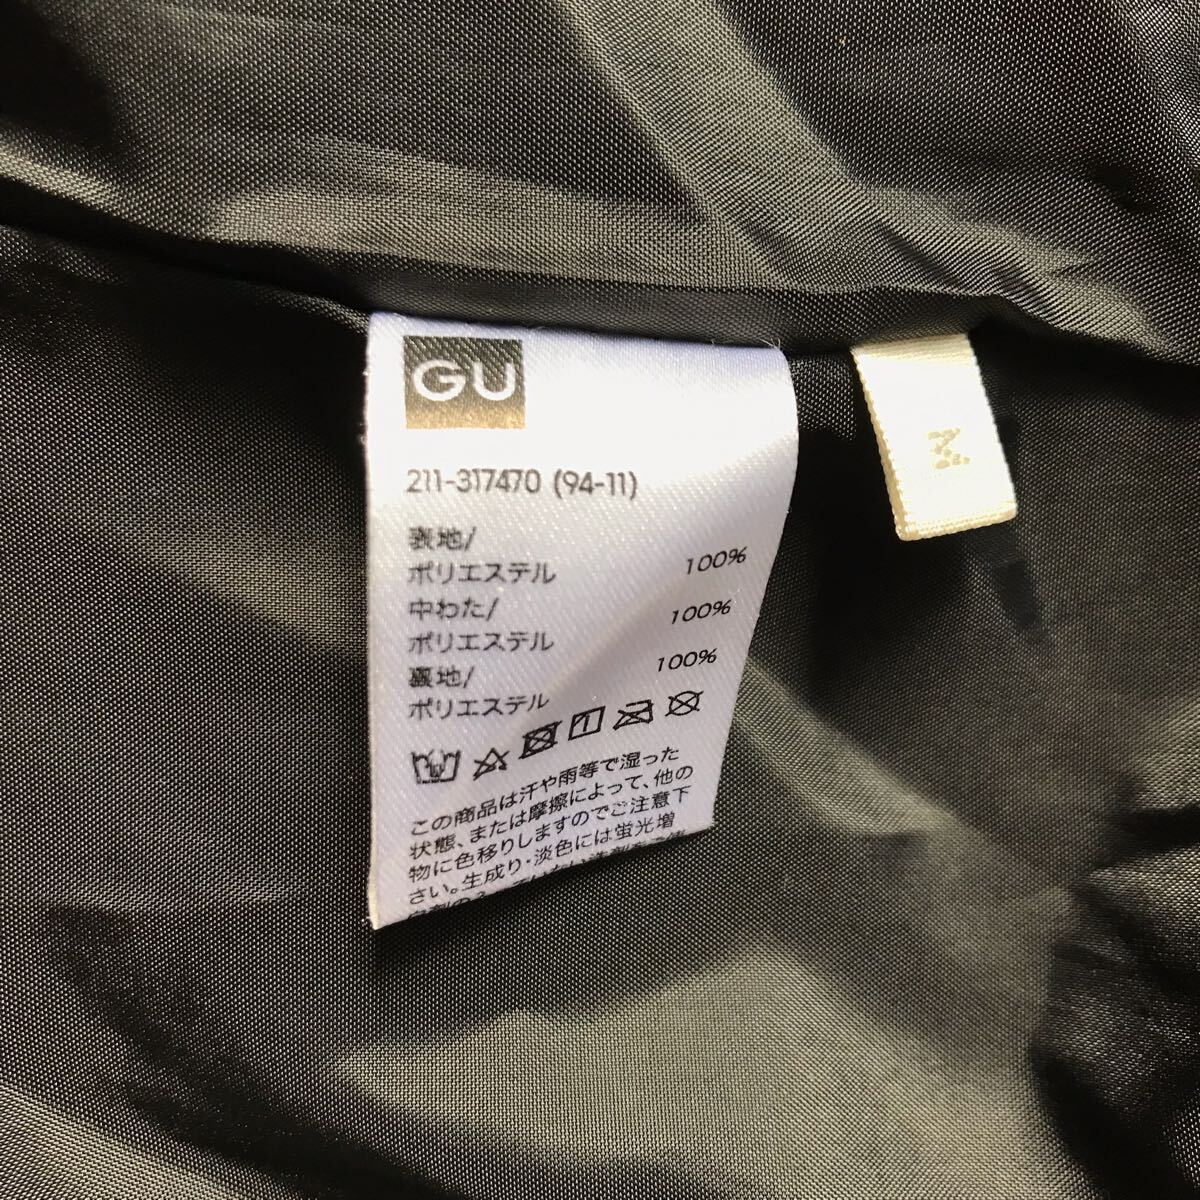 GU
211-317470 (94-11)
表地/
ポリエステル 100%
中わた/
ポリエステル 100%
裏地/
ポリエステル 100%
この商品は汗や雨等で湿った
状態、または摩擦によって、他の
物に色移りしますのでご注意下
さい。生成り・淡色には蛍光増
M